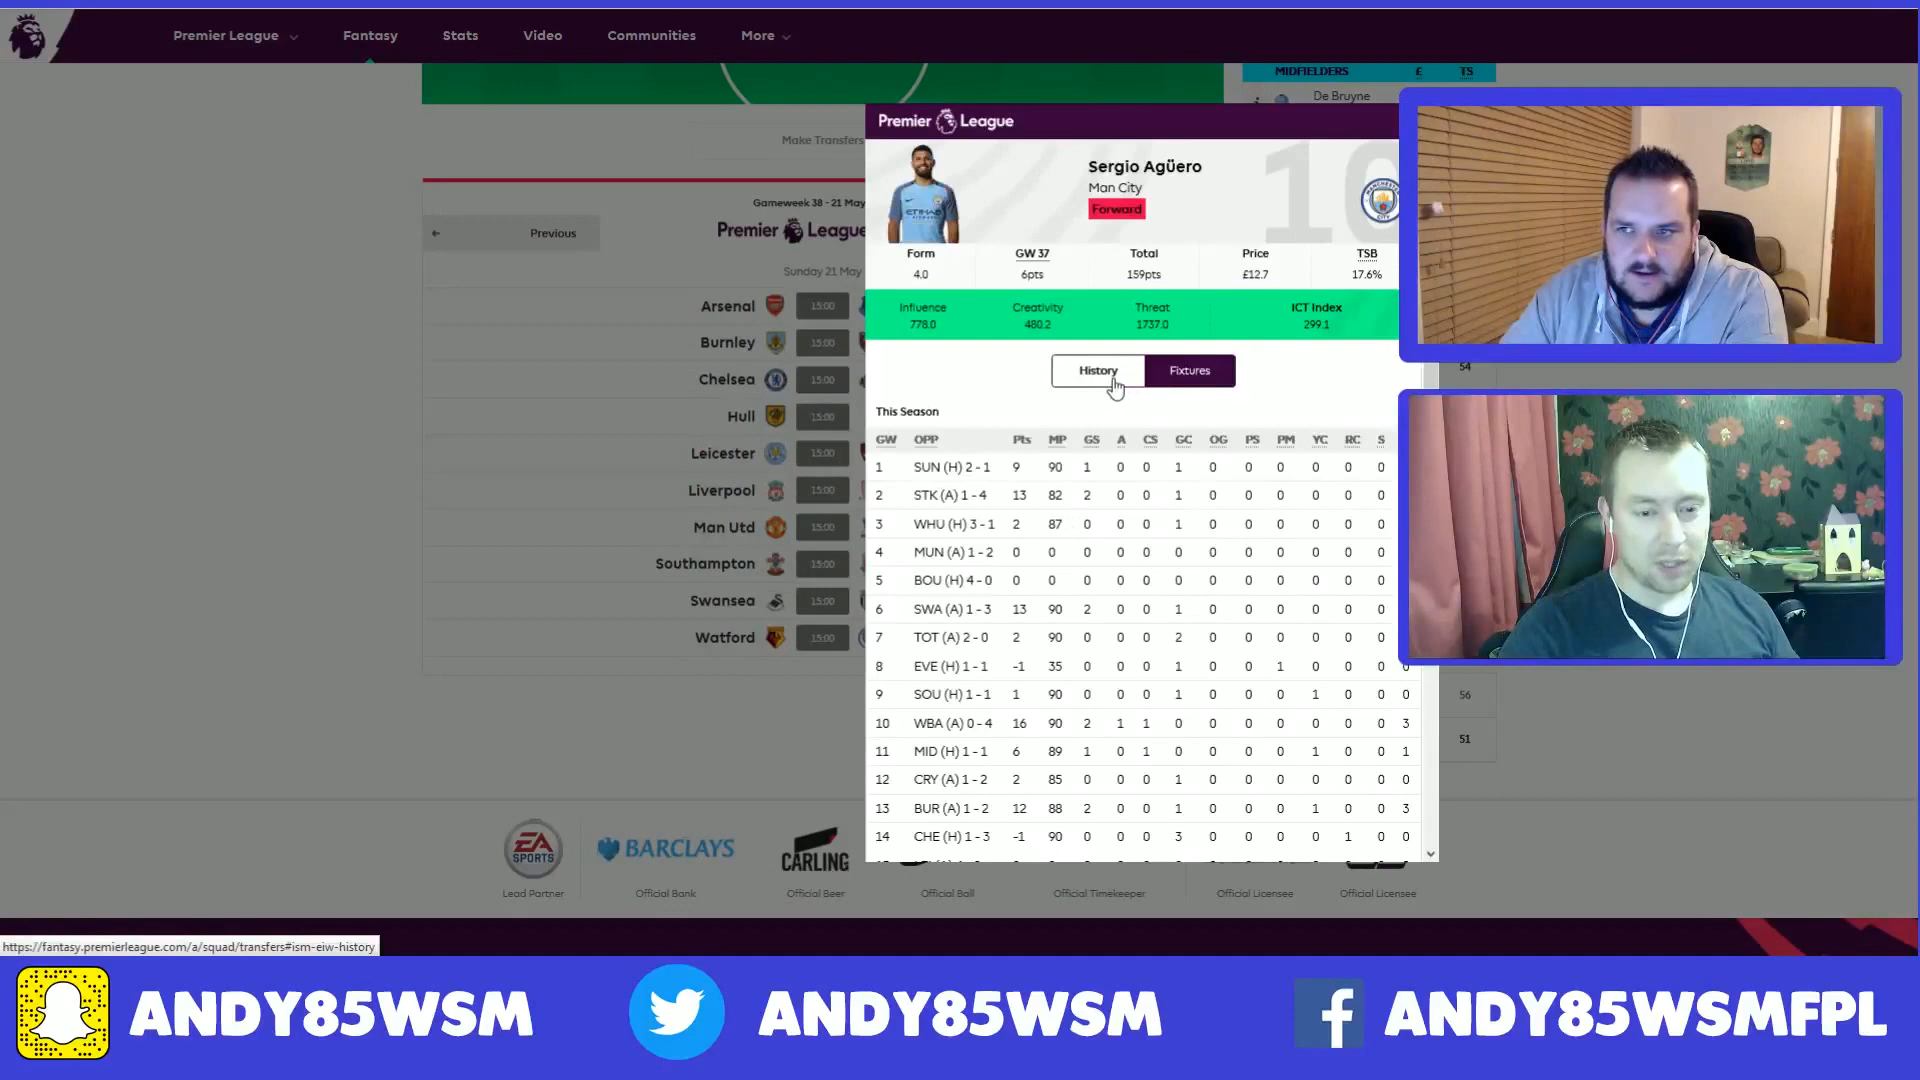 Premier League Fantasy Stats Video Communities More
MIDFIELDERS £ TS
De Bruyne
Make Transfers
Gameweek 38 - 21 May
Previous
Premier League
Sunday 21 May
Arsenal 15:00
Burnley 15:00
Chelsea 15:00
Hull 15:00
Leicester 15:00
Liverpool 15:00
Man Utd 15:00
Southampton 15:00
Swansea 15:00
Watford 15:00
Premier League
10
Sergio Agüero
Man City
Forward
ETIHAD
MANCHESTER CITY
Form GW 37 Total Price TSB
4.0 6pts 159pts £12.7 17.6%
Influence Creativity Threat ICT Index
778.0 480.2 1737.0 299.1
History Fixtures
This Season
GW OPP Pts MP GS A CS GC OG PS PM YC RC S
1 SUN (H) 2 - 1 9 90 1 0 0 1 0 0 0 0 0 0
2 STK (A) 1 - 4 13 82 2 0 0 1 0 0 0 0 0 0
3 WHU (H) 3 - 1 2 87 0 0 0 1 0 0 0 0 0 0
4 MUN (A) 1 - 2 0 0 0 0 0 0 0 0 0 0 0 0
5 BOU (H) 4 - 0 0 0 0 0 0 0 0 0 0 0 0 0
6 SWA (A) 1 - 3 13 90 2 0 0 1 0 0 0 0 0 0
7 TOT (A) 2 - 0 2 90 0 0 0 2 0 0 0 0 0 0
8 EVE (H) 1 - 1 -1 35 0 0 0 1 0 0 1 0 0 0 0
9 SOU (H) 1 - 1 1 90 0 0 0 1 0 0 0 1 0 0 0
10 WBA (A) 0 - 4 16 90 2 1 1 0 0 0 0 0 0 0 3
11 MID (H) 1 - 1 6 89 1 0 1 0 0 0 0 1 0 0 1
12 CRY (A) 1 - 2 2 85 0 0 0 1 0 0 0 0 0 0 0
13 BUR (A) 1 - 2 12 88 2 0 0 1 0 0 0 1 0 0 3
14 CHE (H) 1 - 3 -1 90 0 0 0 3 0 0 0 0 1 0 0
54
56
51
EA SPORTS
BARCLAYS
CARLING
Lead Partner Official Bank Official Beer Official Ball Official Timekeeper Official Licensee Official Licensee
https://fantasy.premierleague.com/a/squad/transfers#ism-eiw-history
ANDY85WSM ANDY85WSM ANDY85WSMFPL